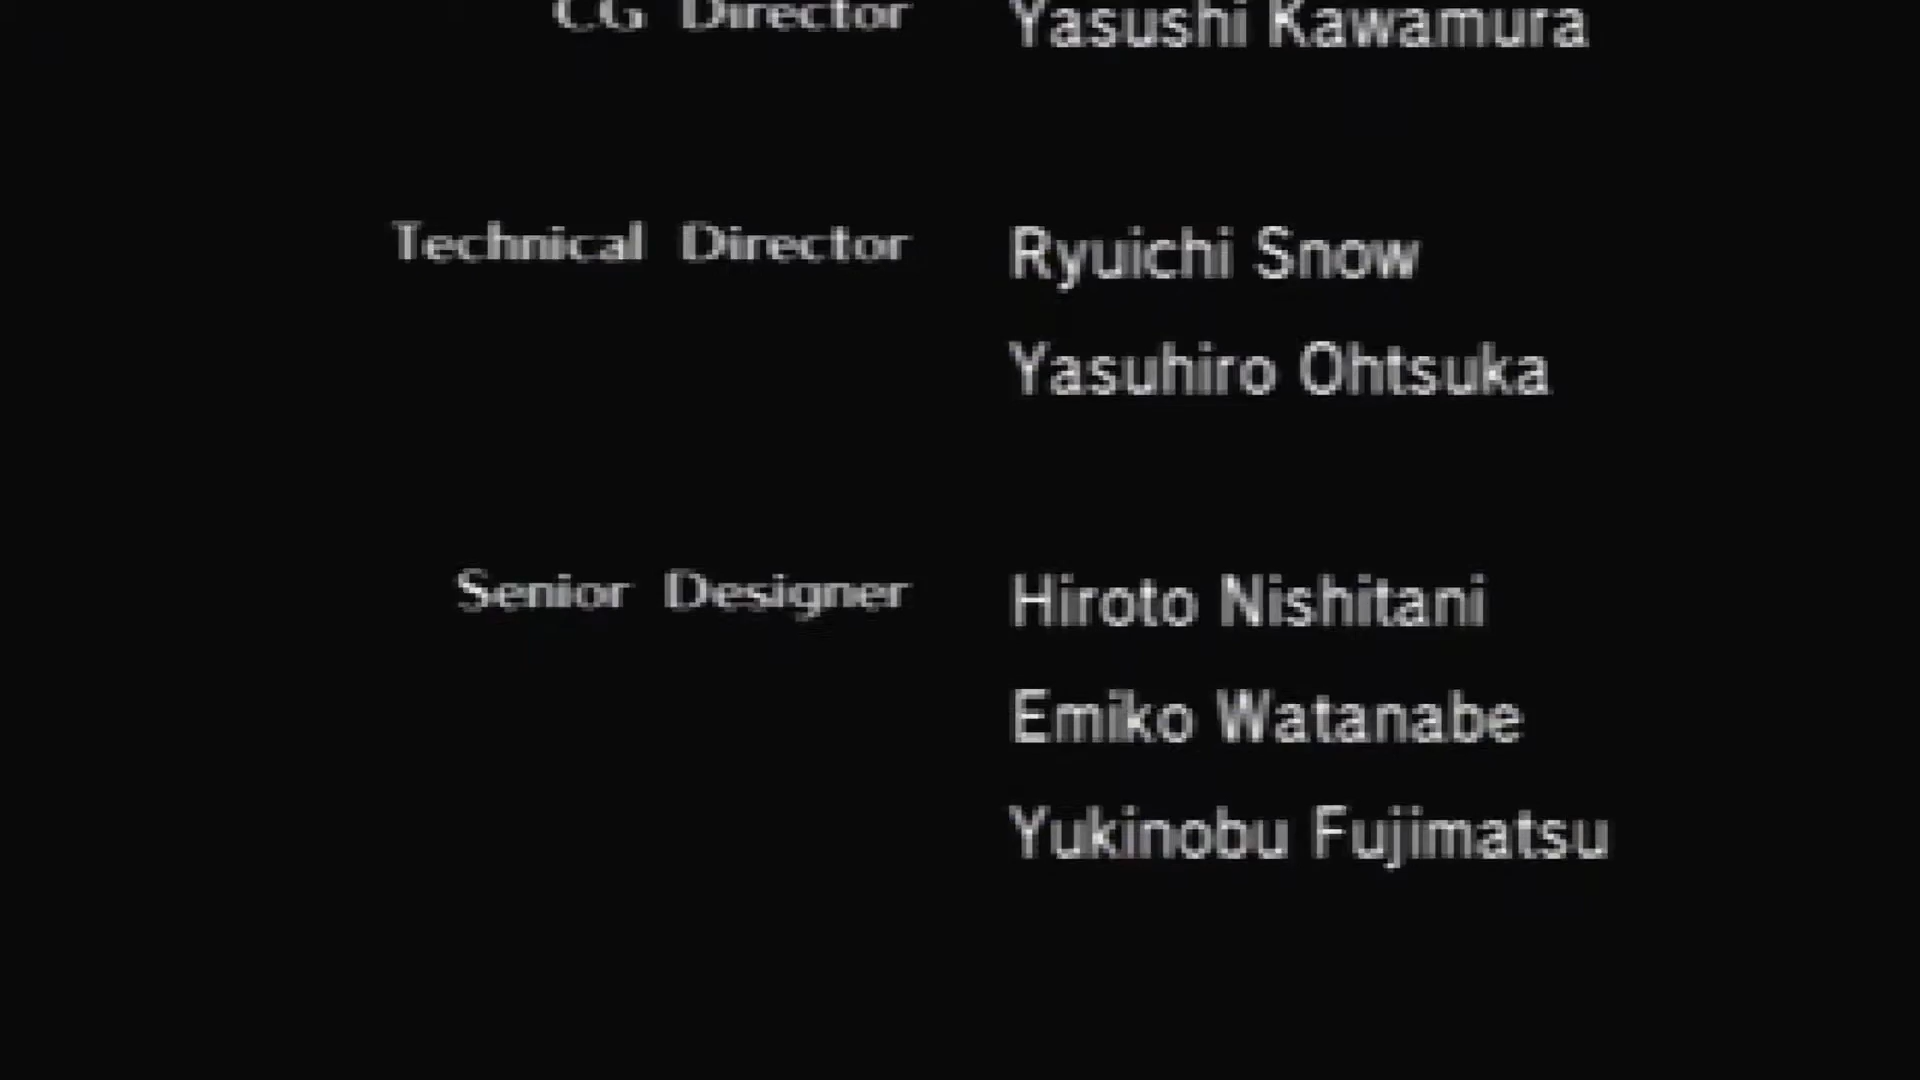 CG Director Yasushi Kawamura
Technical Director Ryuichi Snow
Yasuhiro Ohtsuka
Senior Designer Hiroto Nishitani
Emiko Watanabe
Yukinobu Fujimatsu